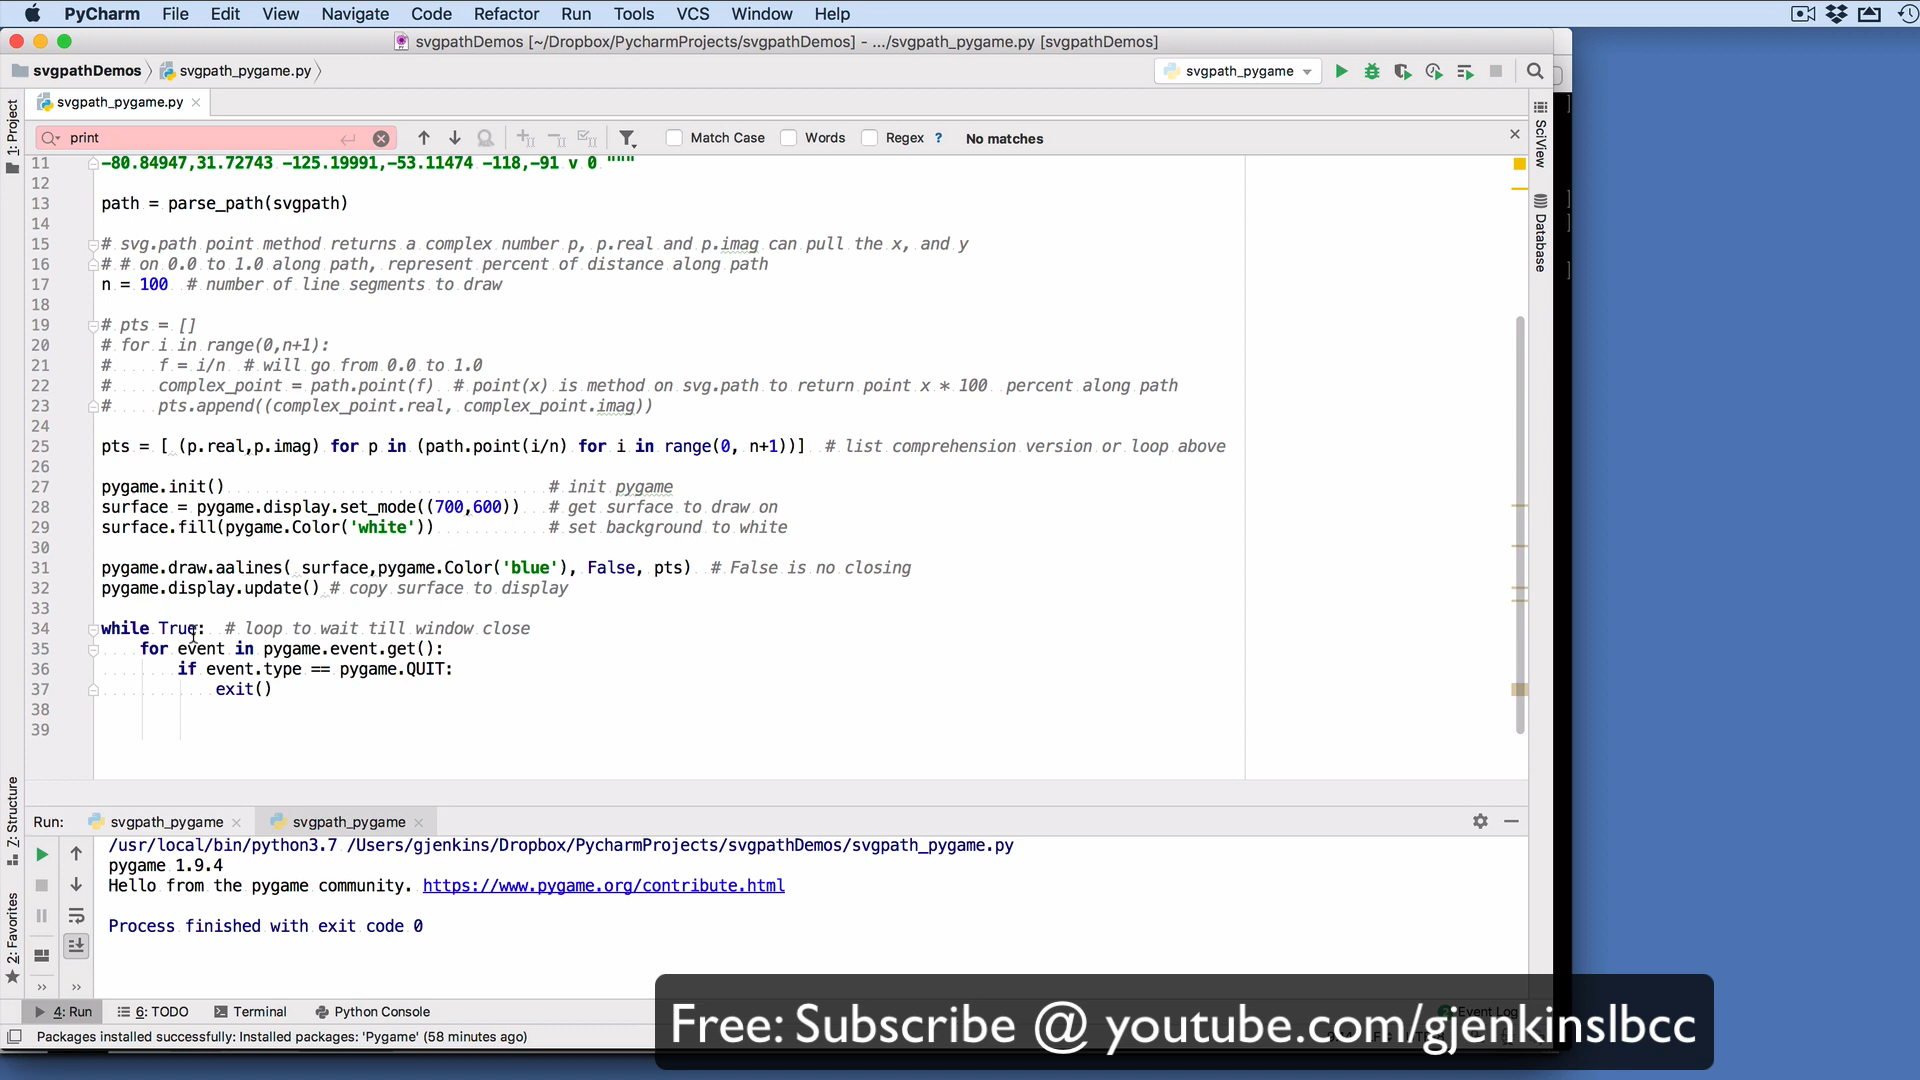 PyCharm File Edit View Navigate Code Refactor Run Tools VCS Window Help
svgpathDemos [~/Dropbox/PycharmProjects/svgpathDemos] - .../svgpath_pygame.py [svgpathDemos]
svgpathDemos svgpath_pygame.py svgpath_pygame
svgpath_pygame.py
print Match Case Words Regex ? No matches
1: Project
SciView
Database
11 -80.84947,31.72743 -125.19991,-53.11474 -118,-91 v 0 """
12
13 path = parse_path(svgpath)
14
15 # svg.path point method returns a complex number p, p.real and p.imag can pull the x, and y
16 # # on 0.0 to 1.0 along path, represent percent of distance along path
17 n = 100 # number of line segments to draw
18
19 # pts = []
20 # for i in range(0,n+1):
21 # f = i/n # will go from 0.0 to 1.0
22 # complex_point = path.point(f) # point(x) is method on svg.path to return point x * 100 percent along path
23 # pts.append((complex_point.real, complex_point.imag))
24
25 pts = [ (p.real,p.imag) for p in (path.point(i/n) for i in range(0, n+1))] # list comprehension version or loop above
26
27 pygame.init() # init pygame
28 surface = pygame.display.set_mode((700,600)) # get surface to draw on
29 surface.fill(pygame.Color('white')) # set background to white
30
31 pygame.draw.aalines( surface,pygame.Color('blue'), False, pts) # False is no closing
32 pygame.display.update() # copy surface to display
33
34 while True: # loop to wait till window close
35 for event in pygame.event.get():
36 if event.type == pygame.QUIT:
37 exit()
38
39
Z: Structure
2: Favorites
Run: svgpath_pygame svgpath_pygame
/usr/local/bin/python3.7 /Users/gjenkins/Dropbox/PycharmProjects/svgpathDemos/svgpath_pygame.py
pygame 1.9.4
Hello from the pygame community. https://www.pygame.org/contribute.html
Process finished with exit code 0
4: Run 6: TODO Terminal Python Console Event Log
Packages installed successfully: Installed packages: 'Pygame' (58 minutes ago)
Free: Subscribe @ youtube.com/gjenkinslbcc